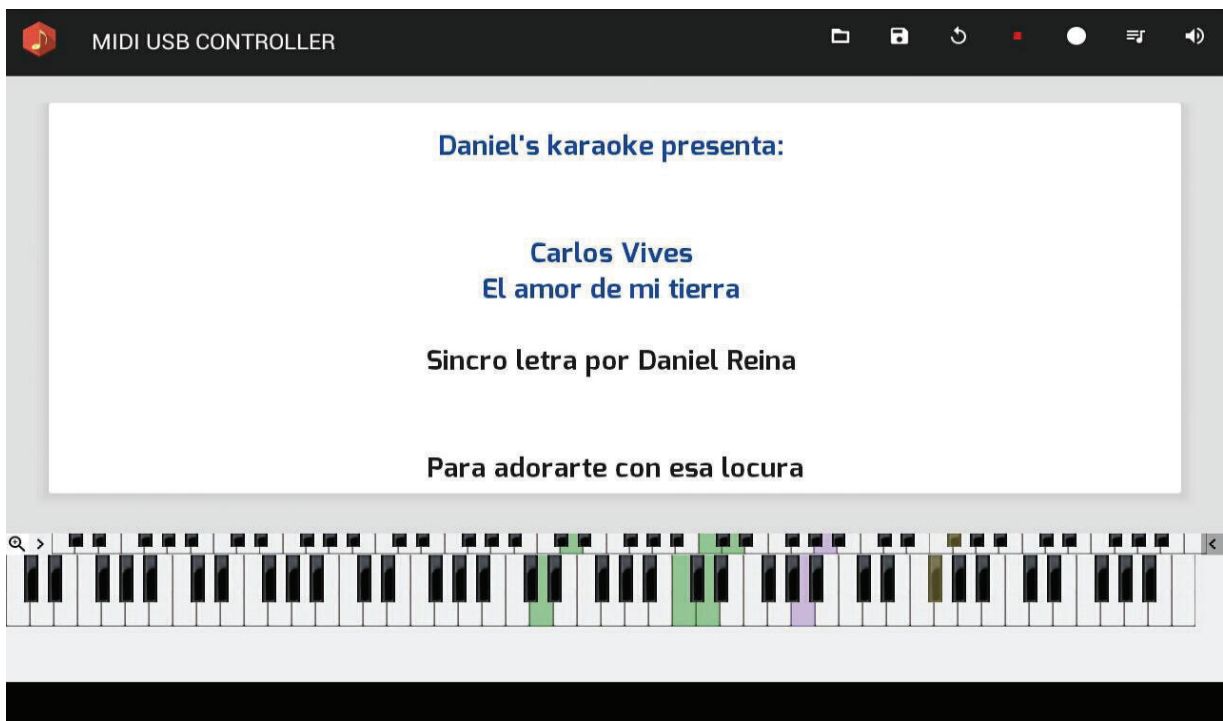 MIDI USB CONTROLLER
Daniel's karaoke presenta:
Carlos Vives
El amor de mi tierra
Sincro letra por Daniel Reina
Para adorarte con esa locura